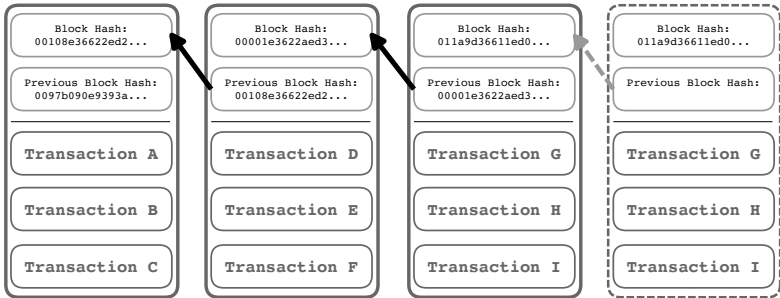 Block Hash:
00108e36622ed2...
Previous Block Hash:
0097b090e9393a...
Transaction A
Transaction B
Transaction C
Block Hash:
00001e3622aed3...
Previous Block Hash:
00108e36622ed2...
Transaction D
Transaction E
Transaction F
Block Hash:
011a9d36611ed0...
Previous Block Hash:
00001e3622aed3...
Transaction G
Transaction H
Transaction I
Block Hash:
011a9d36611ed0...
Previous Block Hash:
Transaction G
Transaction H
Transaction I